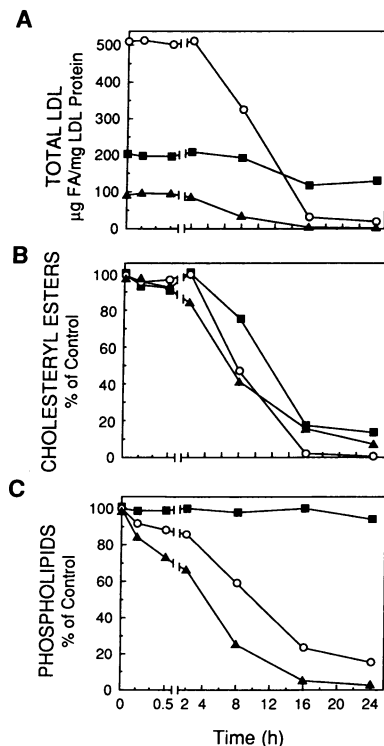 A
TOTAL LDL
µg FA/mg LDL Protein
500
400
300
200
100
0
B
CHOLESTERYL ESTERS
% of Control
100
80
60
40
20
0
C
PHOSPHOLIPIDS
% of Control
100
80
60
40
20
0
0 0.5 2 4 8 12 16 20 24
Time (h)